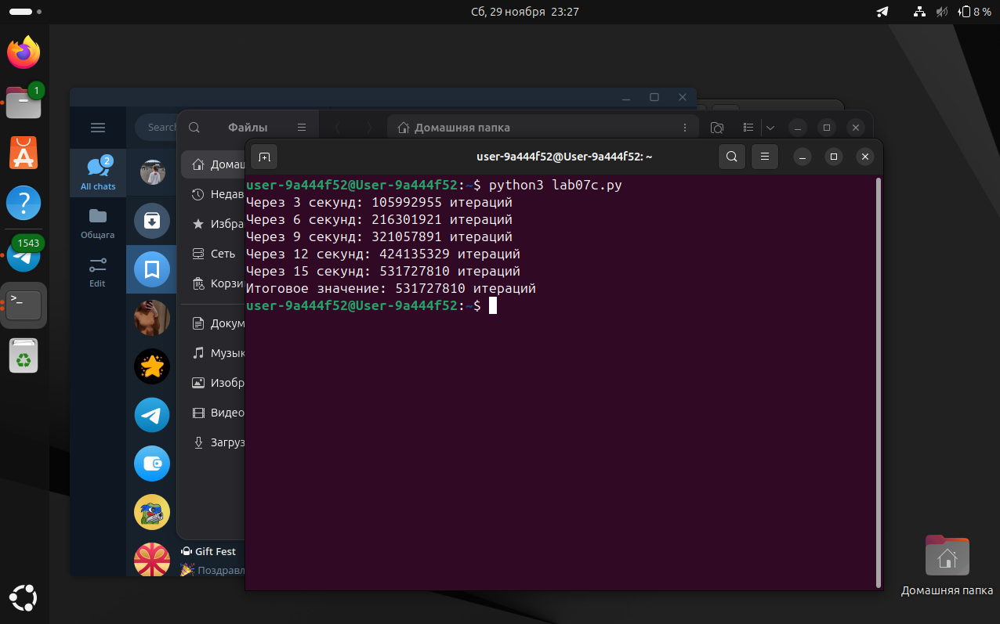 Сб, 29 ноября 23:27
8 %
1
Search
Файлы
Домашняя папка
2
All chats
Общага
Edit
1543
Gift Fest
user-9a444f52@User-9a444f52: ~
user-9a444f52@User-9a444f52:~$ python3 lab07c.py
Через 3 секунд: 105992955 итераций
Через 6 секунд: 216301921 итераций
Через 9 секунд: 321057891 итераций
Через 12 секунд: 424135329 итераций
Через 15 секунд: 531727810 итераций
Итоговое значение: 531727810 итераций
user-9a444f52@User-9a444f52:~$
Домаш
Недав
Избра
Сеть
Корзи
Докум
Музык
Изобр
Видео
Загруз
Поздравл
Домашняя папка